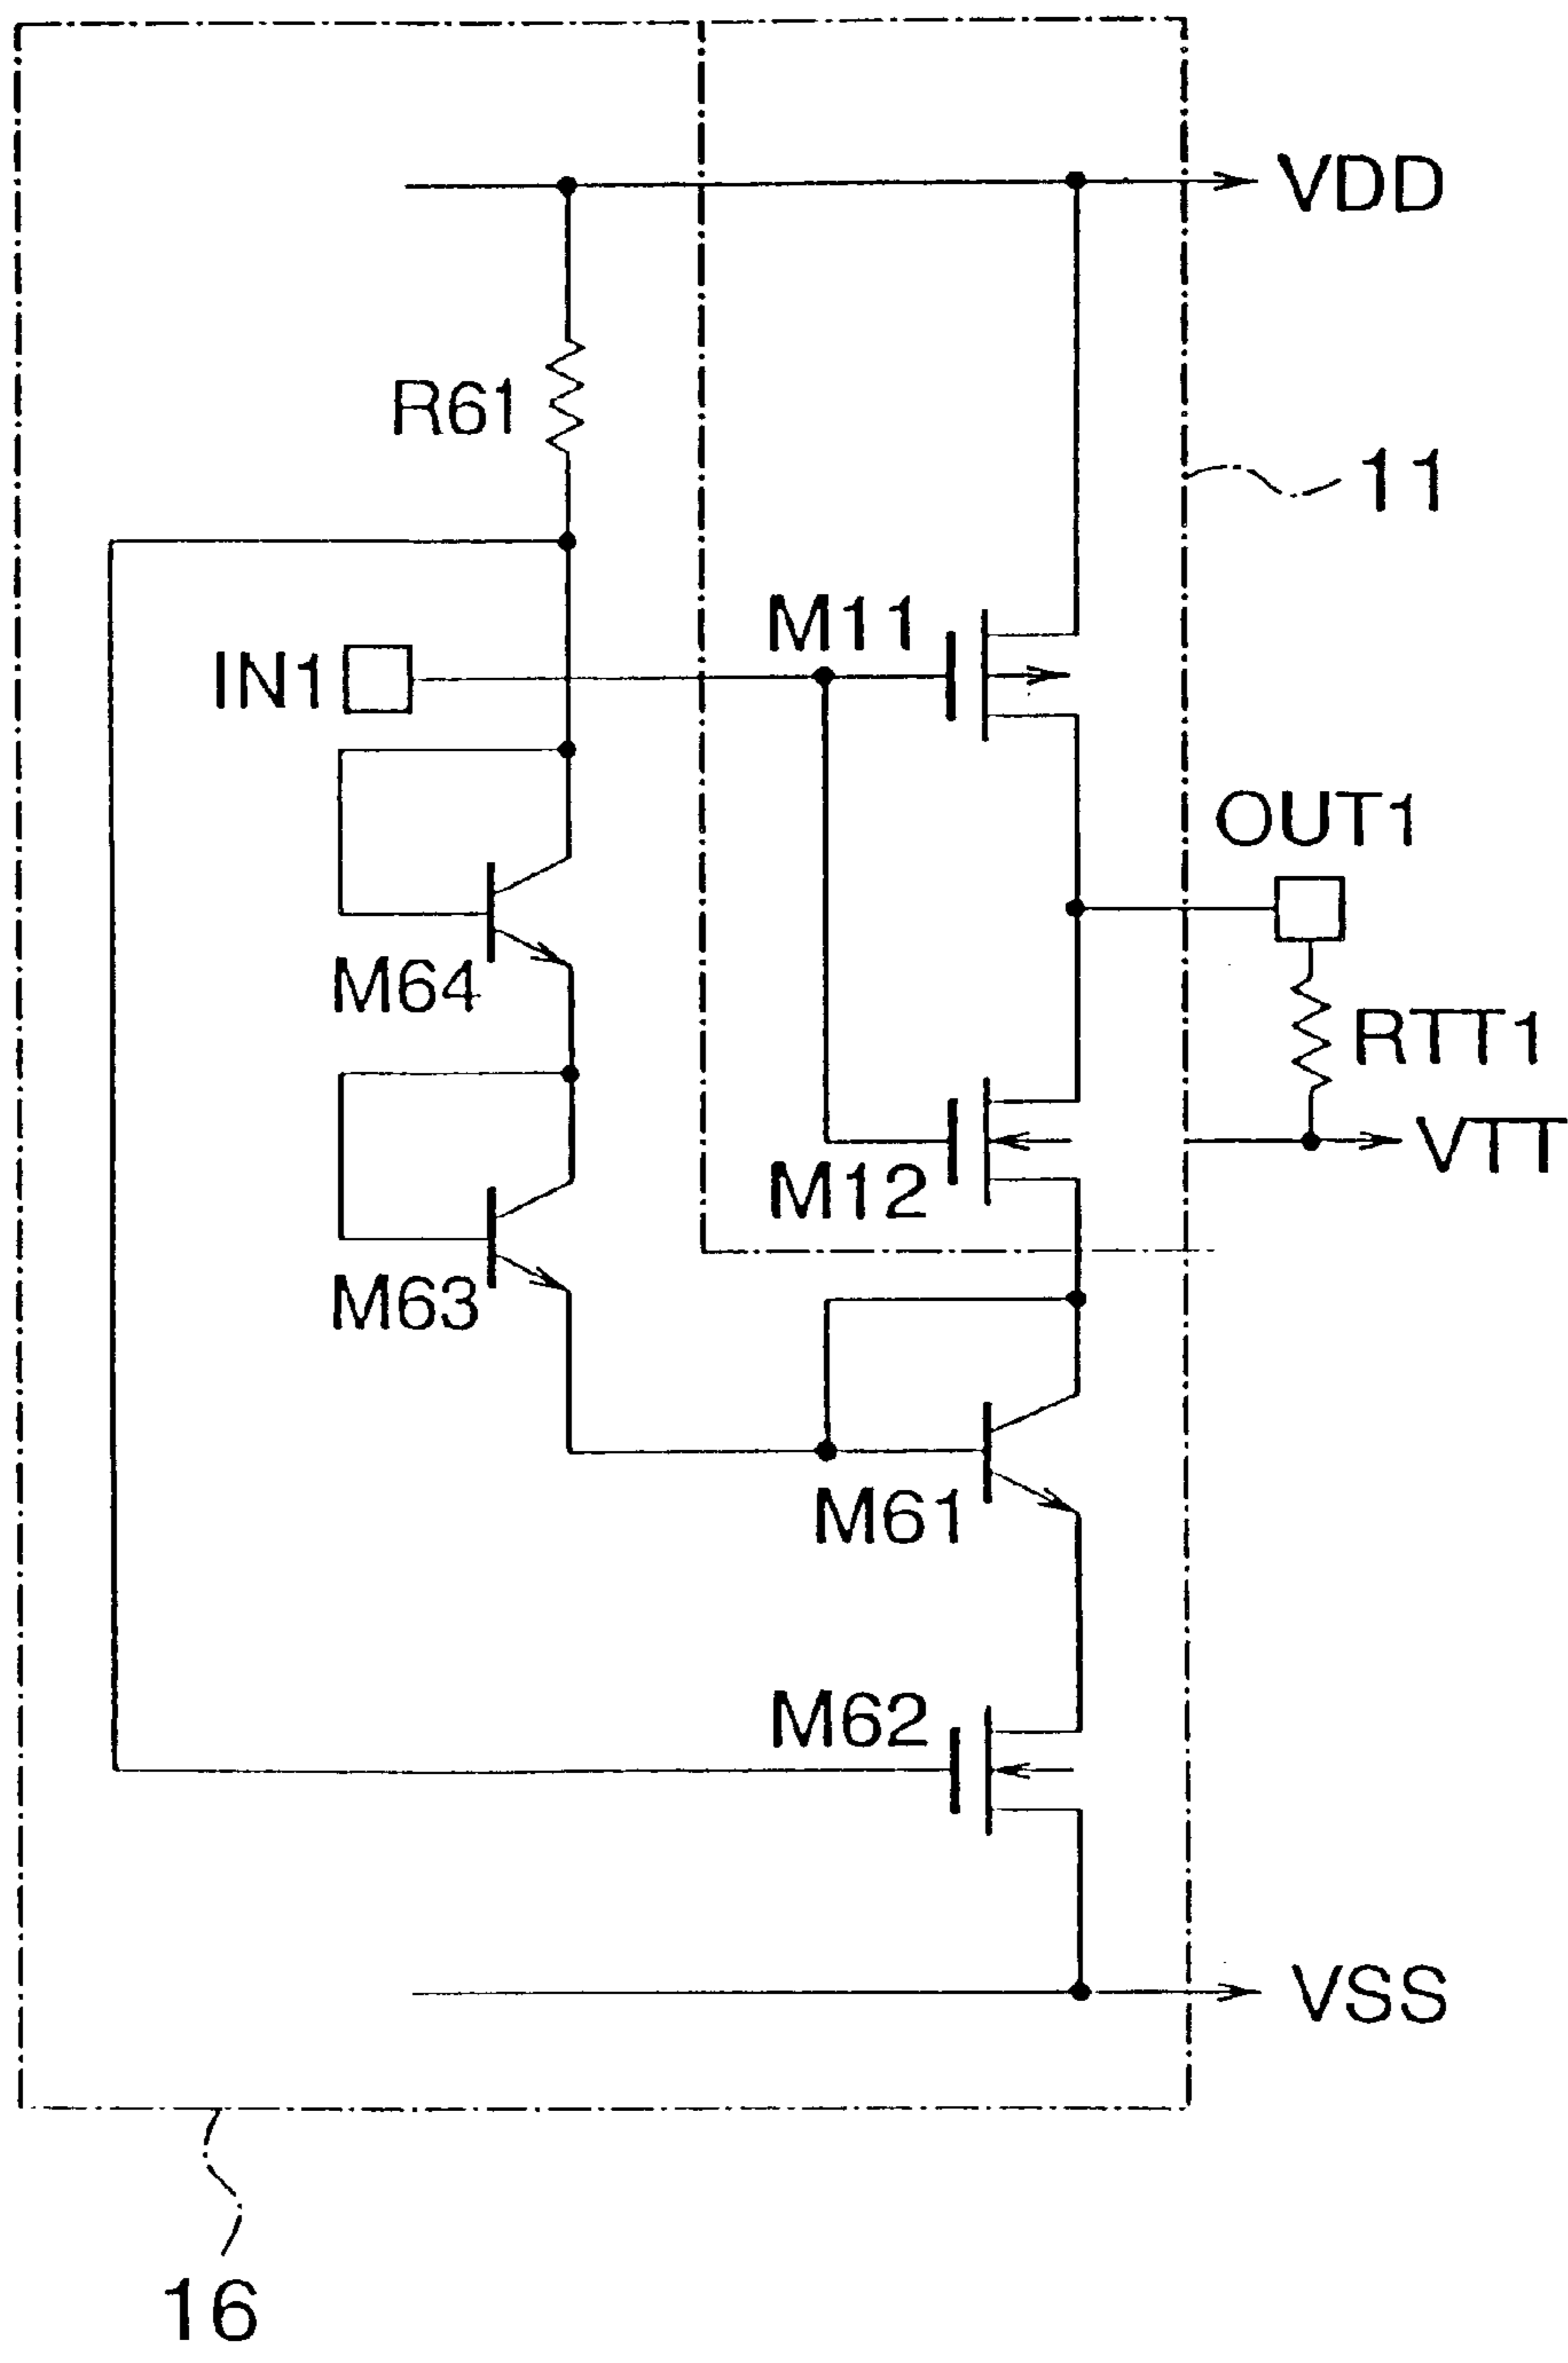 VDD
R61
11
M11
IN1
OUT1
M64
RTT1
VTT
M12
M63
M61
M62
VSS
16